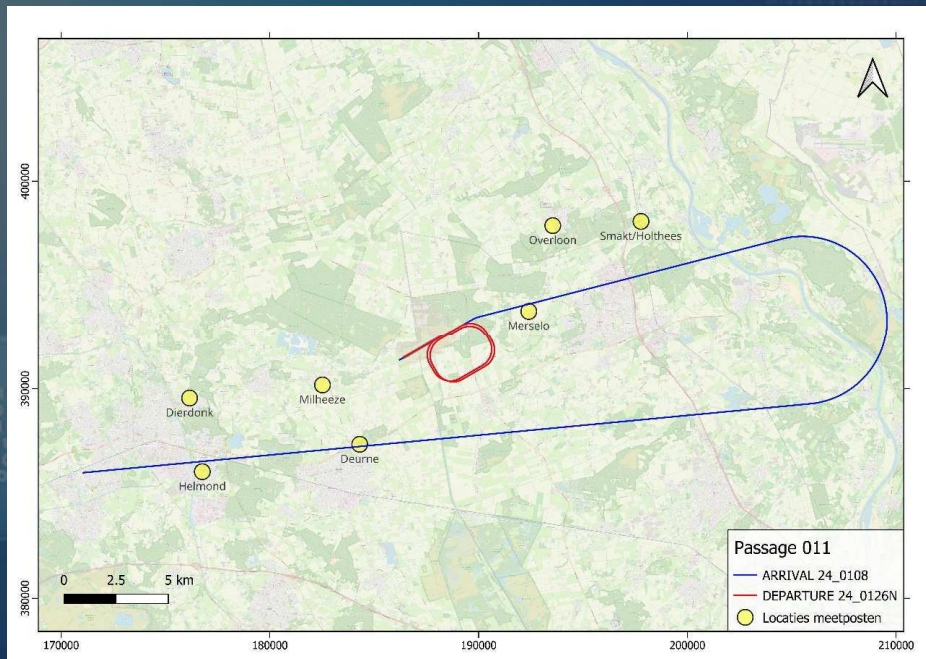 400000
390000
380000
Overloon
Smakt/Holthees
Merselo
Milheeze
Dierdonk
Deurne
Helmond
0 2.5 5 km
Passage 011
ARRIVAL 24_0108
DEPARTURE 24_0126N
Locaties meetposten
170000 180000 190000 200000 210000